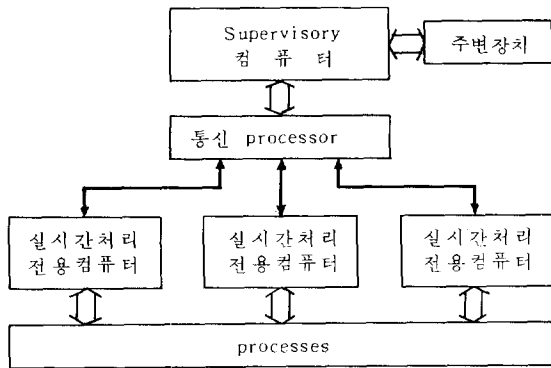 Supervisory
컴 퓨 터
주변장치
통신 processor
실시간처리
전용컴퓨터
실시간처리
전용컴퓨터
실시간처리
전용컴퓨터
processes